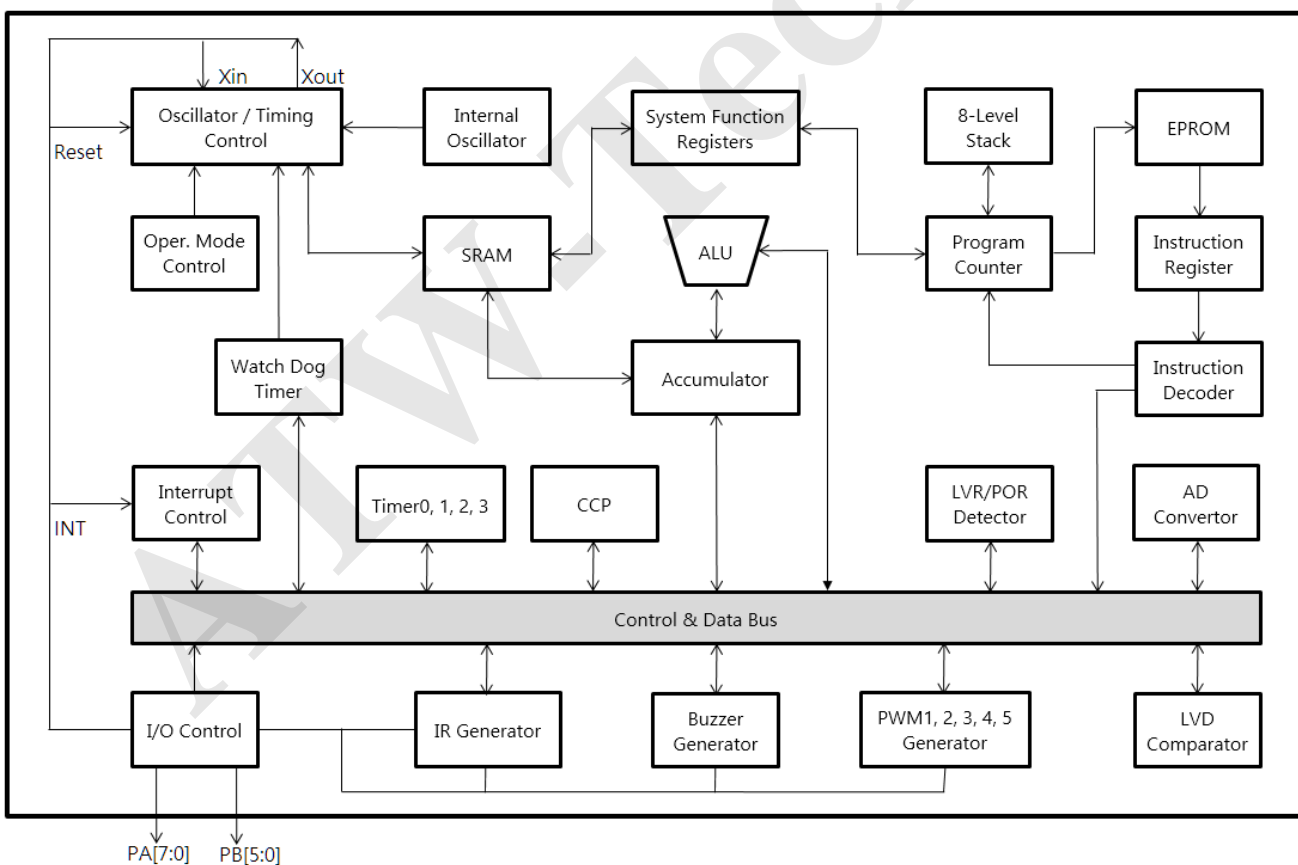 Xin
Xout
Oscillator / Timing
Control
Internal
Oscillator
System Function
Registers
8-Level
Stack
EPROM
Reset
Oper. Mode
Control
SRAM
ALU
Program
Counter
Instruction
Register
Watch Dog
Timer
Accumulator
Instruction
Decoder
Interrupt
Control
Timer0, 1, 2, 3
CCP
LVR/POR
Detector
AD
Convertor
INT
Control & Data Bus
I/O Control
IR Generator
Buzzer
Generator
PWM1, 2, 3, 4, 5
Generator
LVD
Comparator
PA[7:0]
PB[5:0]
ATW-Tec